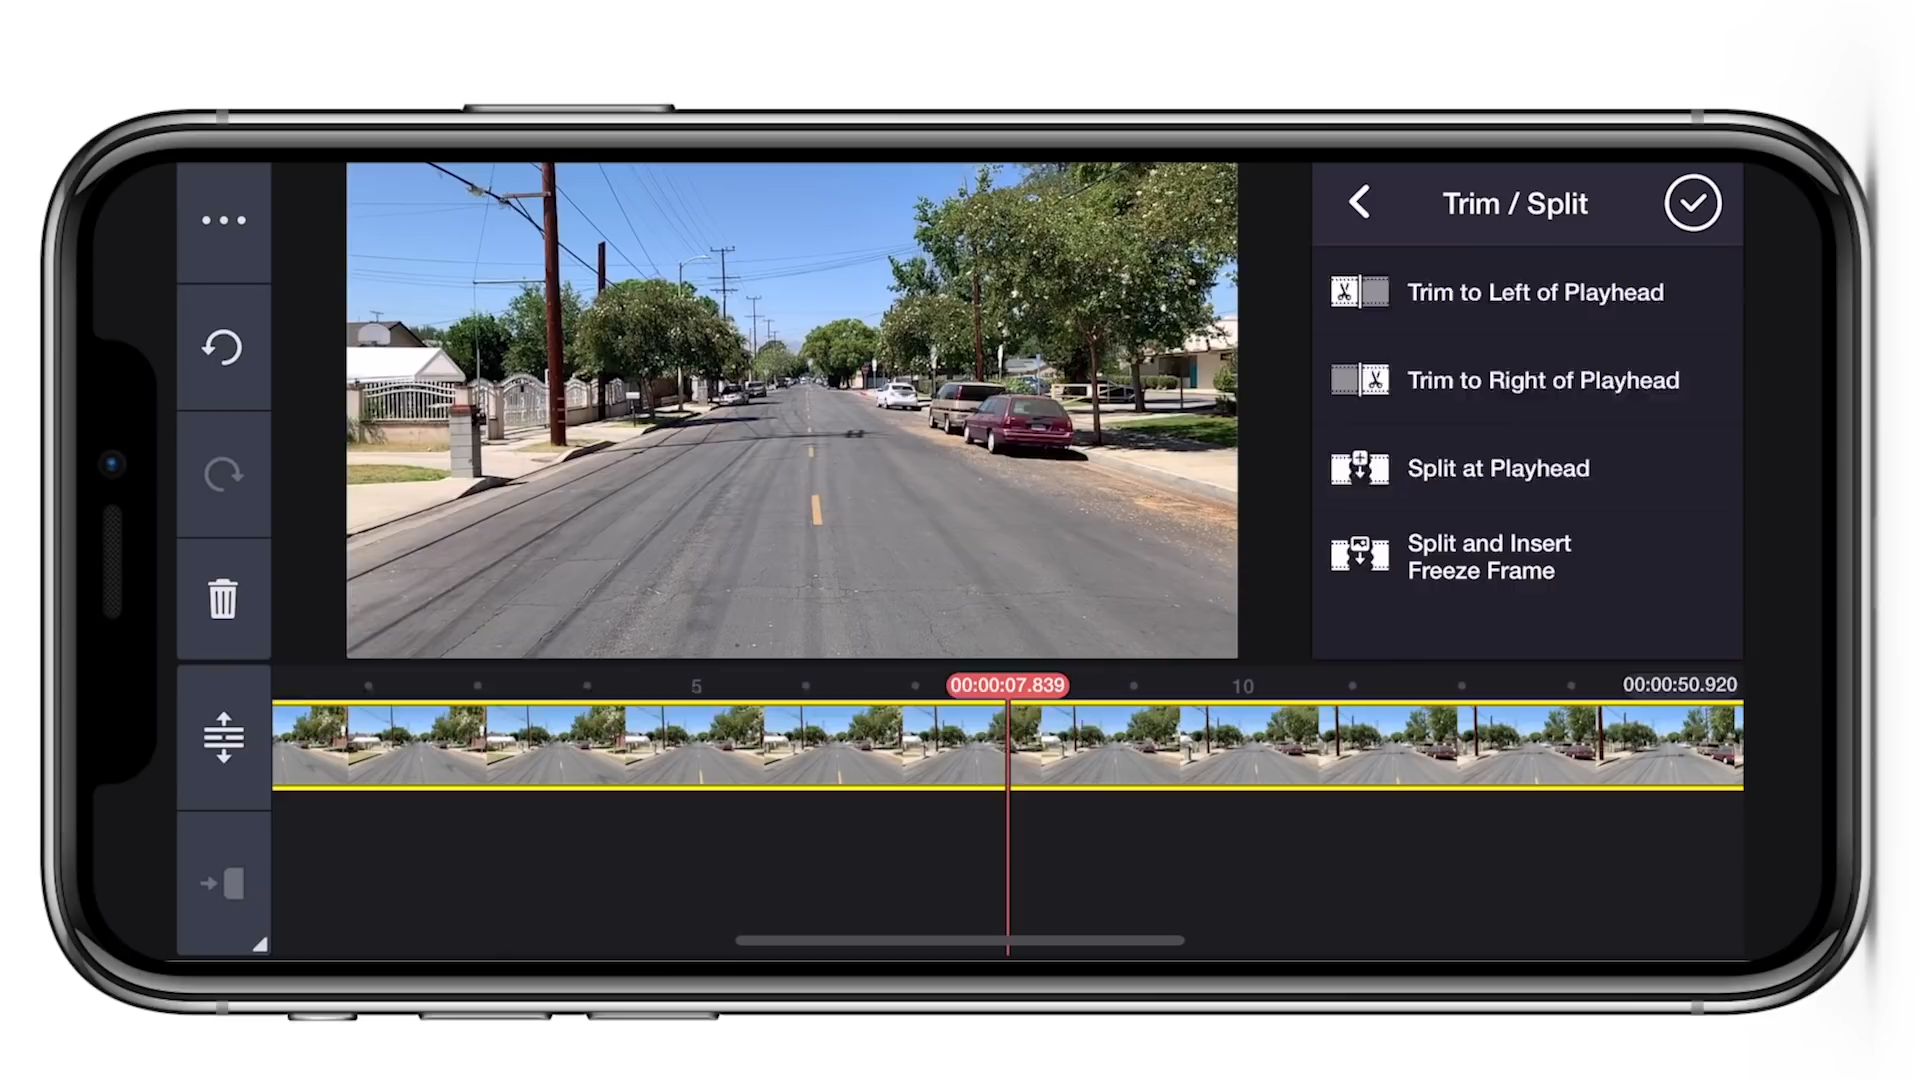 Trim / Split
Trim to Left of Playhead
Trim to Right of Playhead
Split at Playhead
Split and Insert
Freeze Frame
5
00:00:07.839
10
00:00:50.920